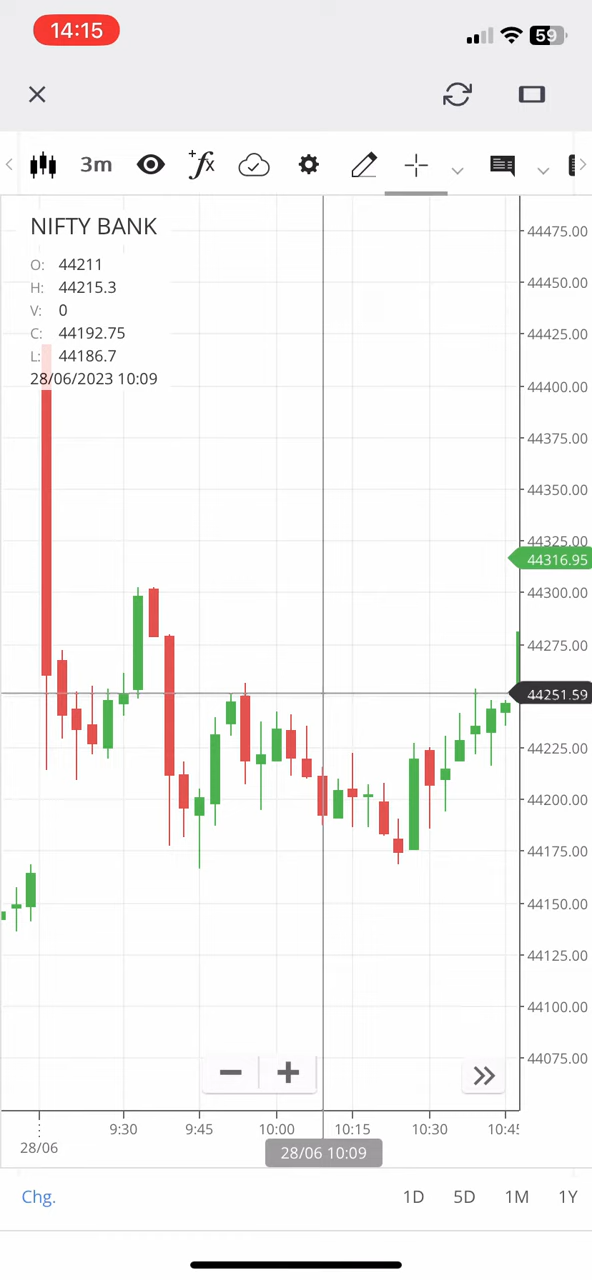 14:15
59
3m
+fx
NIFTY BANK
O: 44211
H: 44215.3
V: 0
C: 44192.75
L: 44186.7
28/06/2023 10:09
44475.00
44450.00
44425.00
44400.00
44375.00
44350.00
44325.00
44316.95
44300.00
44275.00
44251.59
44225.00
44200.00
44175.00
44150.00
44125.00
44100.00
44075.00
28/06
9:30
9:45
10:00
10:15
10:30
10:45
28/06 10:09
Chg.
1D
5D
1M
1Y